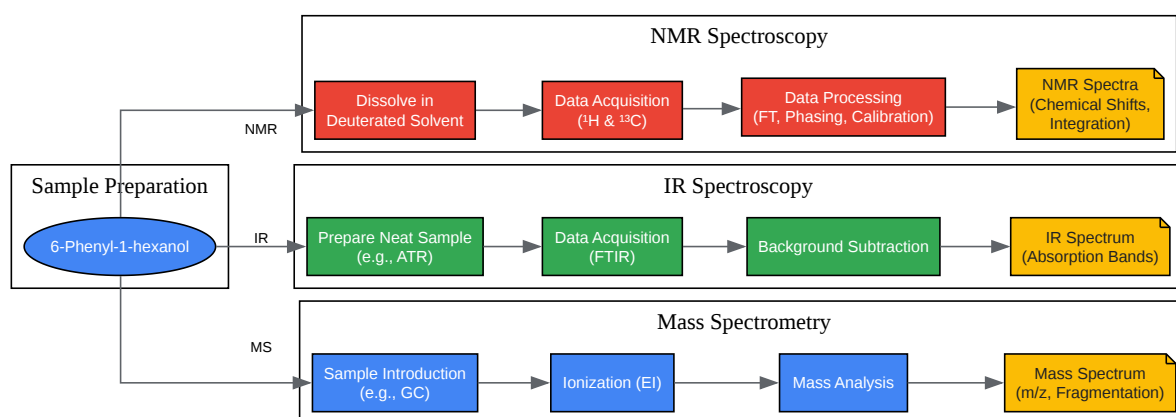 NMR Spectroscopy
Dissolve in
Deuterated Solvent
Data Acquisition
(¹H & ¹³C)
Data Processing
(FT, Phasing, Calibration)
NMR Spectra
(Chemical Shifts,
Integration)
NMR
Sample Preparation
6-Phenyl-1-hexanol
IR
IR Spectroscopy
Prepare Neat Sample
(e.g., ATR)
Data Acquisition
(FTIR)
Background Subtraction
IR Spectrum
(Absorption Bands)
MS
Mass Spectrometry
Sample Introduction
(e.g., GC)
Ionization (EI)
Mass Analysis
Mass Spectrum
(m/z, Fragmentation)